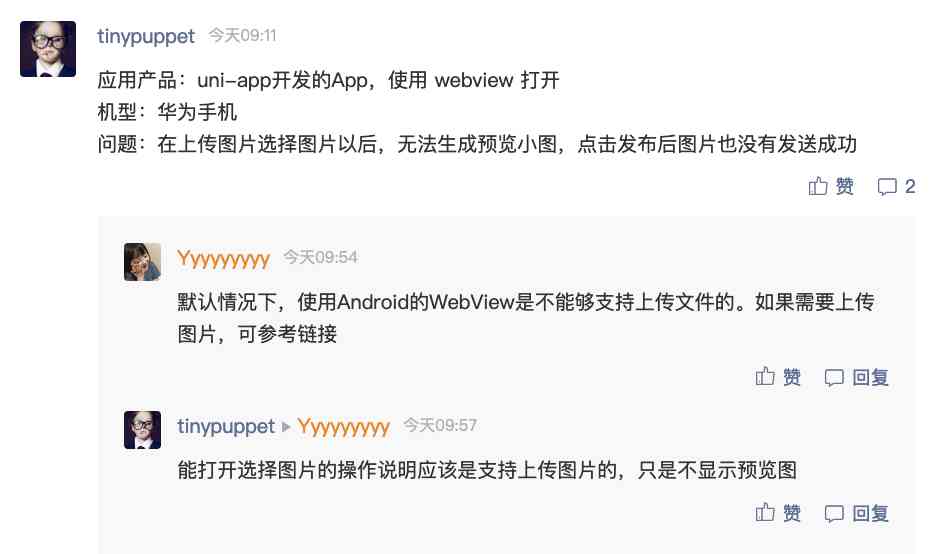 tinypuppet 今天09:11
应用产品：uni-app开发的App，使用 webview 打开
机型：华为手机
问题：在上传图片选择图片以后，无法生成预览小图，点击发布后图片也没有发送成功
赞 2
Yyyyyyyyy 今天09:54
默认情况下，使用Android的WebView是不能够支持上传文件的。如果需要上传
图片，可参考链接
赞 回复
tinypuppet Yyyyyyyyy 今天09:57
能打开选择图片的操作说明应该是支持上传图片的，只是不显示预览图
赞 回复